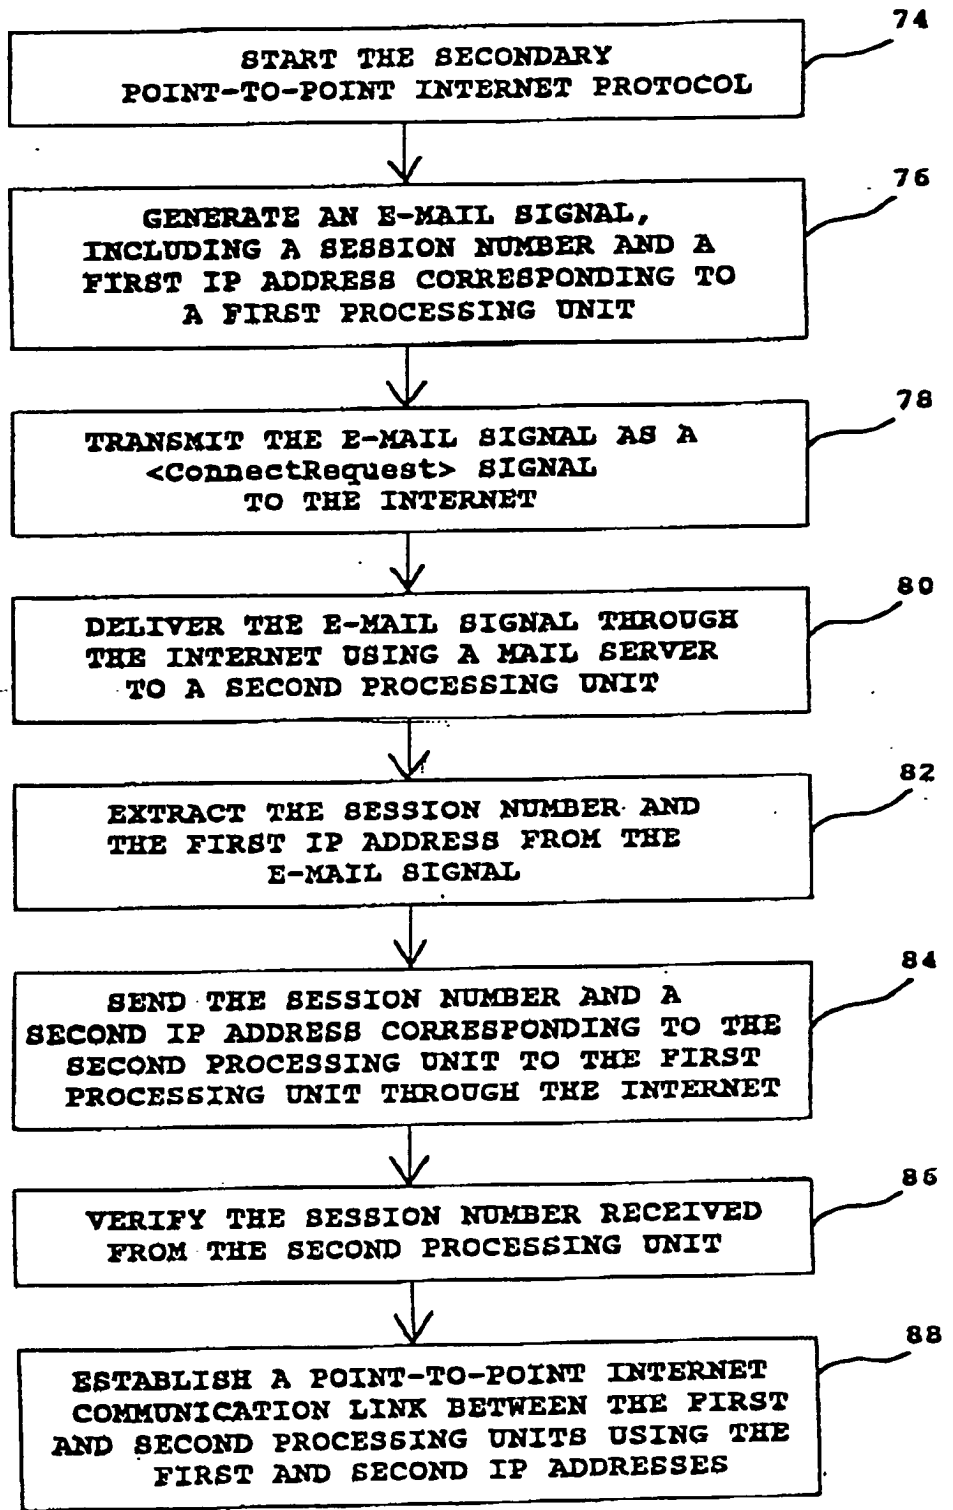 74
START THE SECONDARY
POINT-TO-POINT INTERNET PROTOCOL
76
GENERATE AN E-MAIL SIGNAL,
INCLUDING A SESSION NUMBER AND A
FIRST IP ADDRESS CORRESPONDING TO
A FIRST PROCESSING UNIT
78
TRANSMIT THE E-MAIL SIGNAL AS A
<ConnectRequest> SIGNAL
TO THE INTERNET
80
DELIVER THE E-MAIL SIGNAL THROUGH
THE INTERNET USING A MAIL SERVER
TO A SECOND PROCESSING UNIT
82
EXTRACT THE SESSION NUMBER AND
THE FIRST IP ADDRESS FROM THE
E-MAIL SIGNAL
84
SEND THE SESSION NUMBER AND A
SECOND IP ADDRESS CORRESPONDING TO THE
SECOND PROCESSING UNIT TO THE FIRST
PROCESSING UNIT THROUGH THE INTERNET
86
VERIFY THE SESSION NUMBER RECEIVED
FROM THE SECOND PROCESSING UNIT
88
ESTABLISH A POINT-TO-POINT INTERNET
COMMUNICATION LINK BETWEEN THE FIRST
AND SECOND PROCESSING UNITS USING THE
FIRST AND SECOND IP ADDRESSES